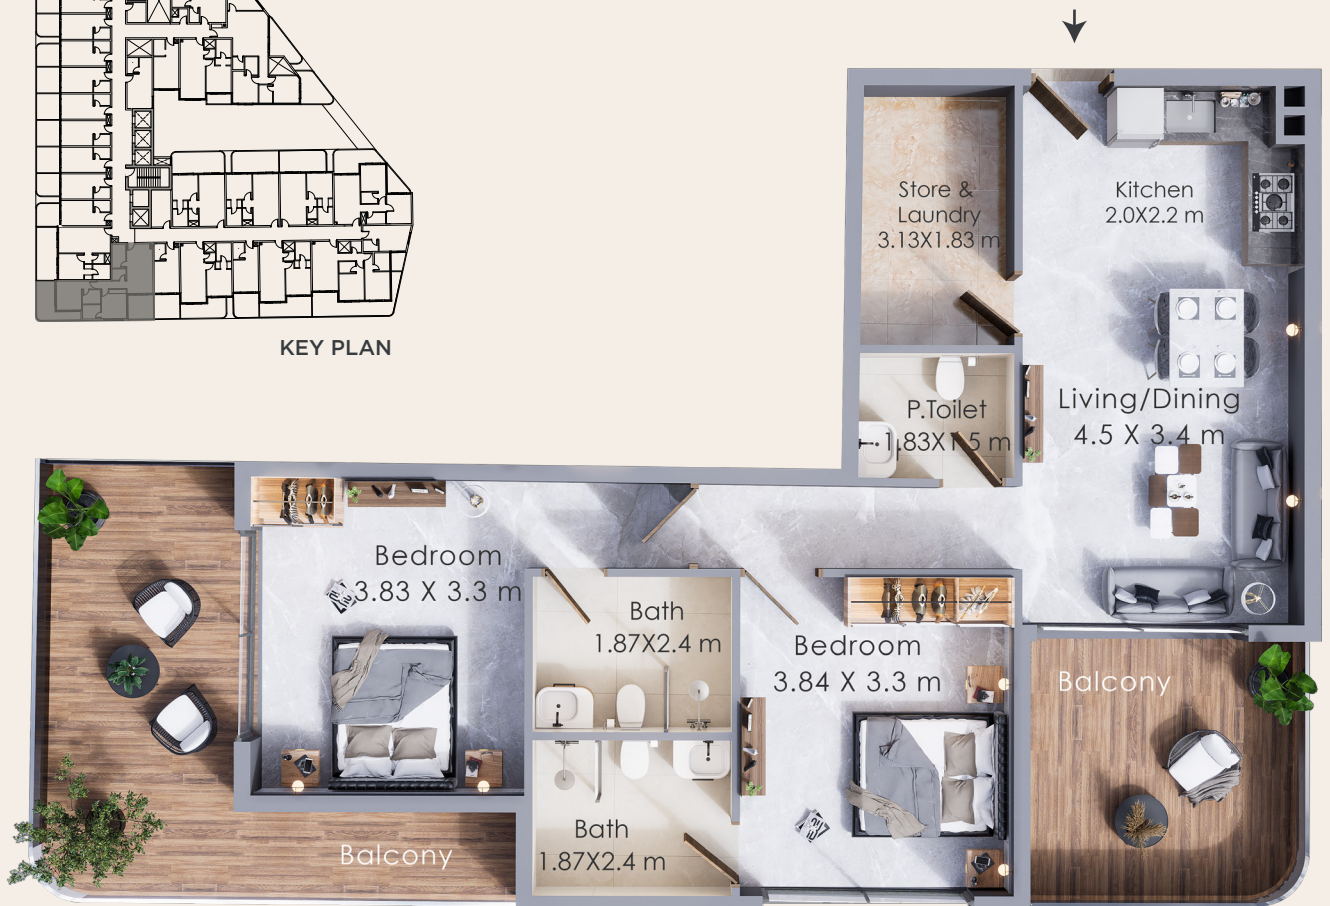 KEY PLAN
Store &
Laundry
3.13X1.83 m
Kitchen
2.0X2.2 m
P.Toilet
1.83X1.5 m
Living/Dining
4.5 X 3.4 m
Bedroom
3.83 X 3.3 m
Bath
1.87X2.4 m
Bedroom
3.84 X 3.3 m
Balcony
Bath
1.87X2.4 m
Balcony